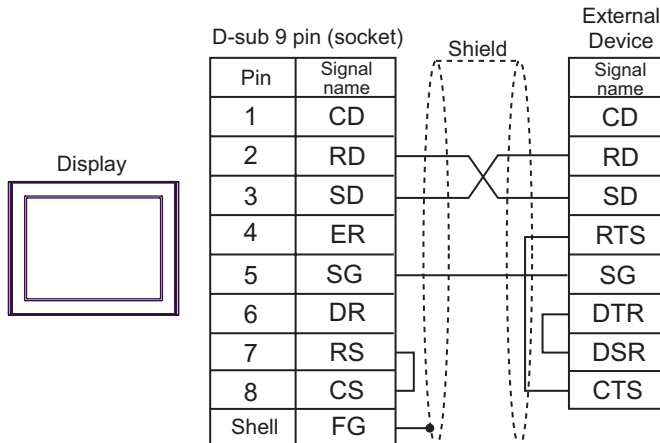 D-sub 9 pin (socket)
Shield
External
Device
Display
Pin Signal name Signal name
1 CD CD
2 RD RD
3 SD SD
4 ER RTS
5 SG SG
6 DR DTR
7 RS DSR
8 CS CTS
Shell FG